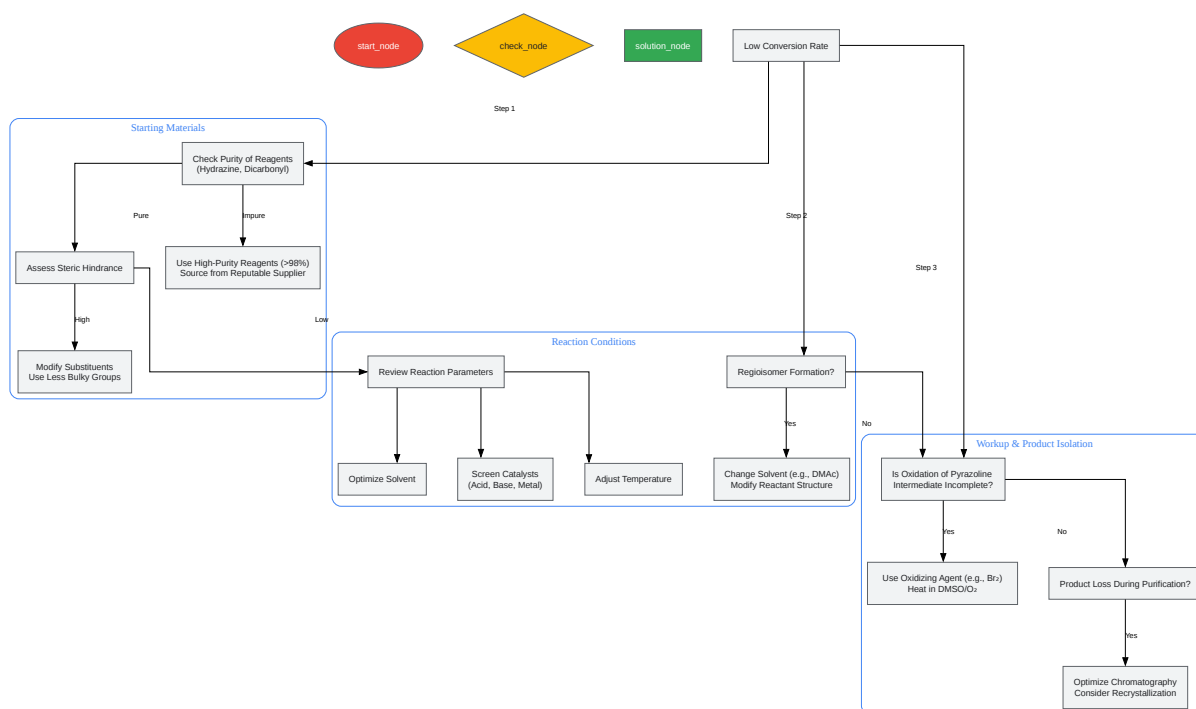 start_node
check_node
solution_node
Low Conversion Rate
Step 1
Starting Materials
Check Purity of Reagents
(Hydrazine, Dicarbonyl)
Pure
Impure
Step 2
Assess Steric Hindrance
Use High-Purity Reagents (>98%)
Source from Reputable Supplier
Step 3
High
Low
Modify Substituents
Use Less Bulky Groups
Reaction Conditions
Review Reaction Parameters
Regioisomer Formation?
Yes
No
Optimize Solvent
Screen Catalysts
(Acid, Base, Metal)
Adjust Temperature
Change Solvent (e.g., DMAc)
Modify Reactant Structure
Workup & Product Isolation
Is Oxidation of Pyrazoline
Intermediate Incomplete?
Yes
No
Use Oxidizing Agent (e.g., Br₂)
Heat in DMSO/O₂
Product Loss During Purification?
Yes
Optimize Chromatography
Consider Recrystallization